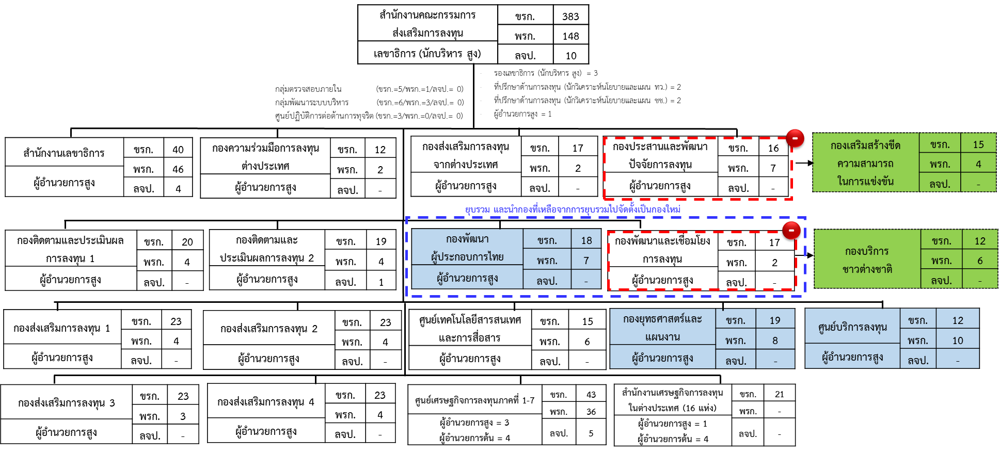 สำนักงานคณะกรรมการ
ส่งเสริมการลงทุน
เลขาธิการ (นักบริหาร สูง)
ขรก. 383
พรก. 148
ลจป. 10
กลุ่มตรวจสอบภายใน (ขรก.=5/พรก.=1/ลจป.= 0)
กลุ่มพัฒนาระบบบริหาร (ขรก.=6/พรก.=3/ลจป.= 0)
ศูนย์ปฏิบัติการต่อต้านการทุจริต (ขรก.=3/พรก.=0/ลจป.= 0)
- รองเลขาธิการ (นักบริหาร สูง) = 3
- ที่ปรึกษาด้านการลงทุน (นักวิเคราะห์นโยบายและแผน ทว.) = 2
- ที่ปรึกษาด้านการลงทุน (นักวิเคราะห์นโยบายและแผน ชช.) = 2
- ผู้อำนวยการสูง = 1
สำนักงานเลขาธิการ
ผู้อำนวยการสูง
ขรก. 40
พรก. 46
ลจป. 4
กองความร่วมมือการลงทุน
ต่างประเทศ
ผู้อำนวยการสูง
ขรก. 12
พรก. 2
ลจป. -
กองส่งเสริมการลงทุน
จากต่างประเทศ
ผู้อำนวยการสูง
ขรก. 17
พรก. 2
ลจป. -
กองประสานและพัฒนา
ปัจจัยการลงทุน
ผู้อำนวยการสูง
ขรก. 16
พรก. 7
ลจป. -
กองเสริมสร้างขีด
ความสามารถ
ในการแข่งขัน
ขรก. 15
พรก. 4
ลจป. -
ยุบรวม และนำกองที่เหลือจากการยุบรวมไปจัดตั้งเป็นกองใหม่
กองติดตามและประเมินผล
การลงทุน 1
ผู้อำนวยการสูง
ขรก. 20
พรก. 4
ลจป. -
กองติดตามและ
ประเมินผลการลงทุน 2
ผู้อำนวยการสูง
ขรก. 19
พรก. 4
ลจป. 1
กองพัฒนา
ผู้ประกอบการไทย
ผู้อำนวยการสูง
ขรก. 18
พรก. 7
ลจป. -
กองพัฒนาและเชื่อมโยง
การลงทุน
ผู้อำนวยการสูง
ขรก. 17
พรก. 2
ลจป. -
กองบริการ
ชาวต่างชาติ
ขรก. 12
พรก. 6
ลจป. -
กองส่งเสริมการลงทุน 1
ผู้อำนวยการสูง
ขรก. 23
พรก. 4
ลจป. -
กองส่งเสริมการลงทุน 2
ผู้อำนวยการสูง
ขรก. 23
พรก. 4
ลจป. -
ศูนย์เทคโนโลยีสารสนเทศ
และการสื่อสาร
ผู้อำนวยการสูง
ขรก. 15
พรก. 6
ลจป. -
กองยุทธศาสตร์และ
แผนงาน
ผู้อำนวยการสูง
ขรก. 19
พรก. 8
ลจป. -
ศูนย์บริการลงทุน
ผู้อำนวยการสูง
ขรก. 12
พรก. 10
ลจป. -
กองส่งเสริมการลงทุน 3
ผู้อำนวยการสูง
ขรก. 23
พรก. 3
ลจป. -
กองส่งเสริมการลงทุน 4
ผู้อำนวยการสูง
ขรก. 23
พรก. 4
ลจป. -
ศูนย์เศรษฐกิจการลงทุนภาคที่ 1-7
ผู้อำนวยการสูง = 3
ผู้อำนวยการต้น = 4
ขรก. 43
พรก. 36
ลจป. 5
สำนักงานเศรษฐกิจการลงทุน
ในต่างประเทศ (16 แห่ง)
ผู้อำนวยการสูง = 1
ผู้อำนวยการต้น = 4
ขรก. 21
พรก. -
ลจป. -